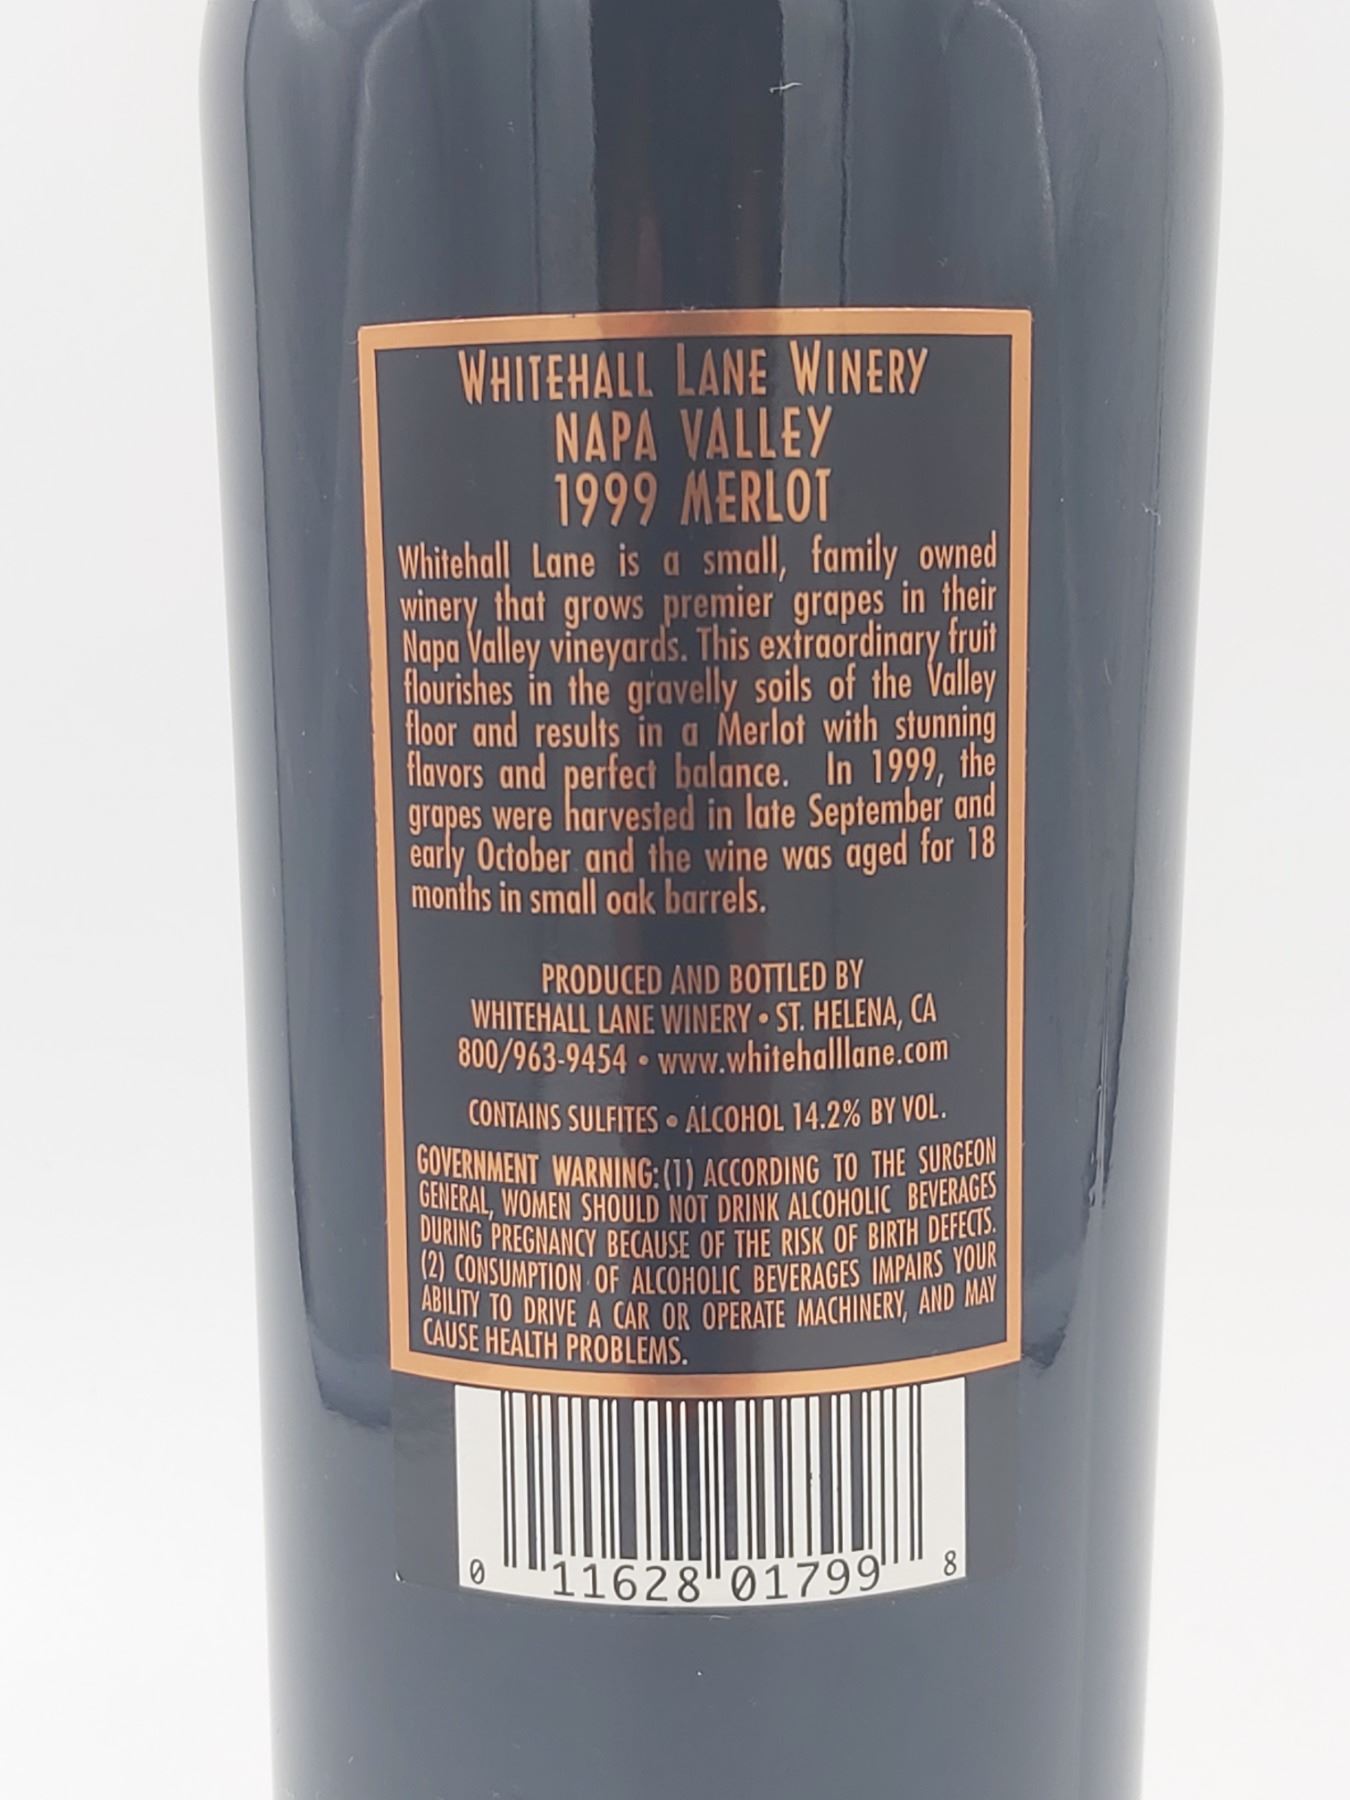 WHITEHALL LANE WINERY
NAPA VALLEY
1999 MERLOT
Whitehall Lane is a small, family owned
winery that grows premier grapes in their
Napa Valley vineyards. This extraordinary fruit
flourishes in the gravelly soils of the Valley
floor and results in a Merlot with stunning
flavors and perfect balance. In 1999, the
grapes were harvested in late September and
early October and the wine was aged for 18
months in small oak barrels.
PRODUCED AND BOTTLED BY
WHITEHALL LANE WINERY • ST. HELENA, CA
800/963-9454 • www.whitehalllane.com
CONTAINS SULFITES • ALCOHOL 14.2% BY VOL.
GOVERNMENT WARNING: (1) ACCORDING TO THE SURGEON
GENERAL, WOMEN SHOULD NOT DRINK ALCOHOLIC BEVERAGES
DURING PREGNANCY BECAUSE OF THE RISK OF BIRTH DEFECTS.
(2) CONSUMPTION OF ALCOHOLIC BEVERAGES IMPAIRS YOUR
ABILITY TO DRIVE A CAR OR OPERATE MACHINERY, AND MAY
CAUSE HEALTH PROBLEMS.
0 11628 01799 8